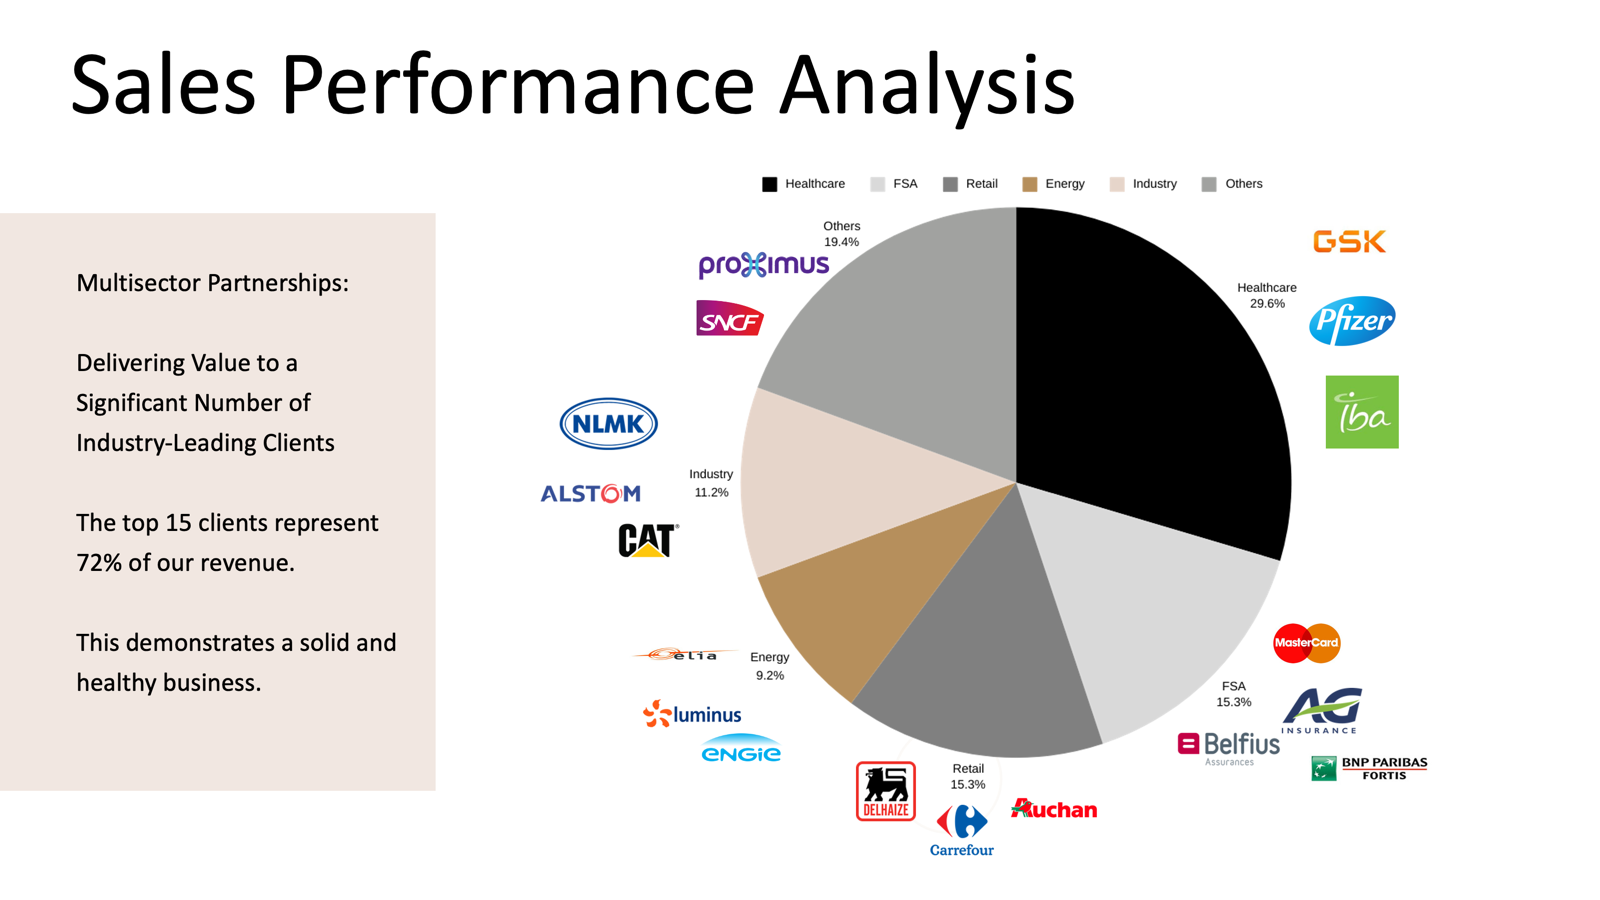 Sales Performance Analysis
Multisector Partnerships:
Delivering Value to a
Significant Number of
Industry-Leading Clients
The top 15 clients represent
72% of our revenue.
This demonstrates a solid and
healthy business.
Healthcare FSA Retail Energy Industry Others
Others
19.4%
proximus
SNCF
NLMK
Industry
11.2%
ALSTOM
CAT®
elia
Energy
9.2%
luminus
ENGIE
DELHAIZE
Retail
15.3%
Carrefour
Auchan
GSK
Healthcare
29.6%
Pfizer
iba
MasterCard
FSA
15.3%
AG
INSURANCE
Belfius
Assurances
BNP PARIBAS
FORTIS